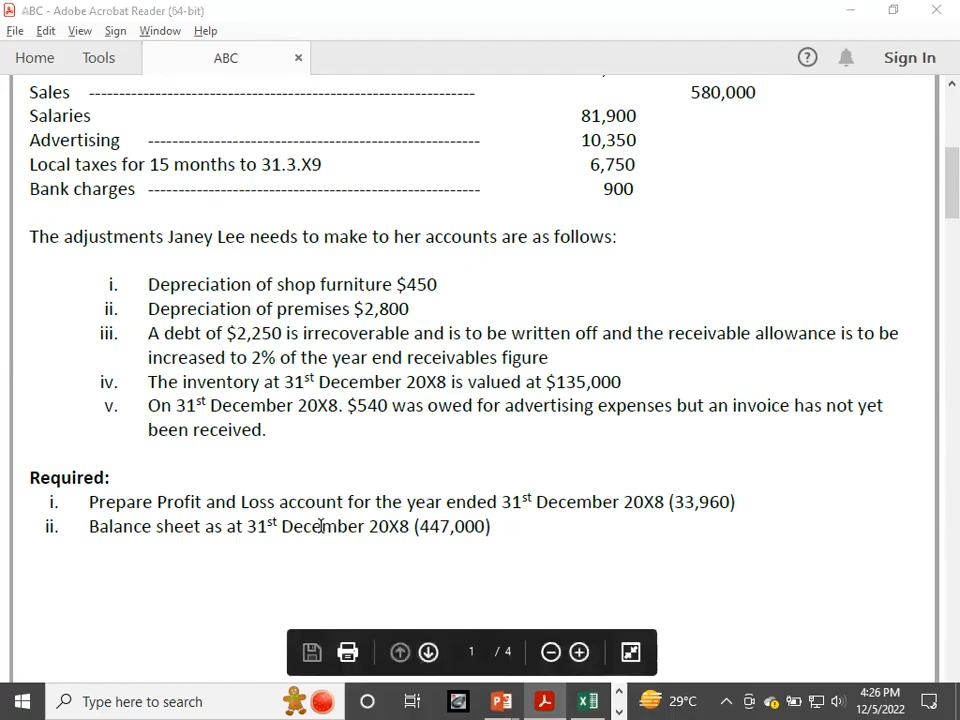 ABC - Adobe Acrobat Reader (64-bit)
File Edit View Sign Window Help
Home Tools ABC × ? Sign In
Sales ---------------------------------------------------------------- 580,000
Salaries 81,900
Advertising ------------------------------------------------------- 10,350
Local taxes for 15 months to 31.3.X9 6,750
Bank charges ------------------------------------------------------- 900
The adjustments Janey Lee needs to make to her accounts are as follows:
i. Depreciation of shop furniture $450
ii. Depreciation of premises $2,800
iii. A debt of $2,250 is irrecoverable and is to be written off and the receivable allowance is to be
increased to 2% of the year end receivables figure
iv. The inventory at 31st December 20X8 is valued at $135,000
v. On 31st December 20X8. $540 was owed for advertising expenses but an invoice has not yet
been received.
Required:
i. Prepare Profit and Loss account for the year ended 31st December 20X8 (33,960)
ii. Balance sheet as at 31st December 20X8 (447,000)
1 / 4
Type here to search 29°C 4:26 PM
12/5/2022